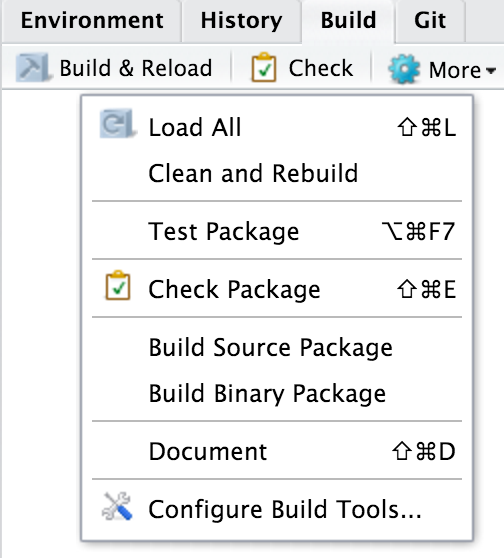 Environment History Build Git
Build & Reload Check More
Load All ⇧⌘L
Clean and Rebuild
Test Package ⌥⌘F7
Check Package ⇧⌘E
Build Source Package
Build Binary Package
Document ⇧⌘D
Configure Build Tools...